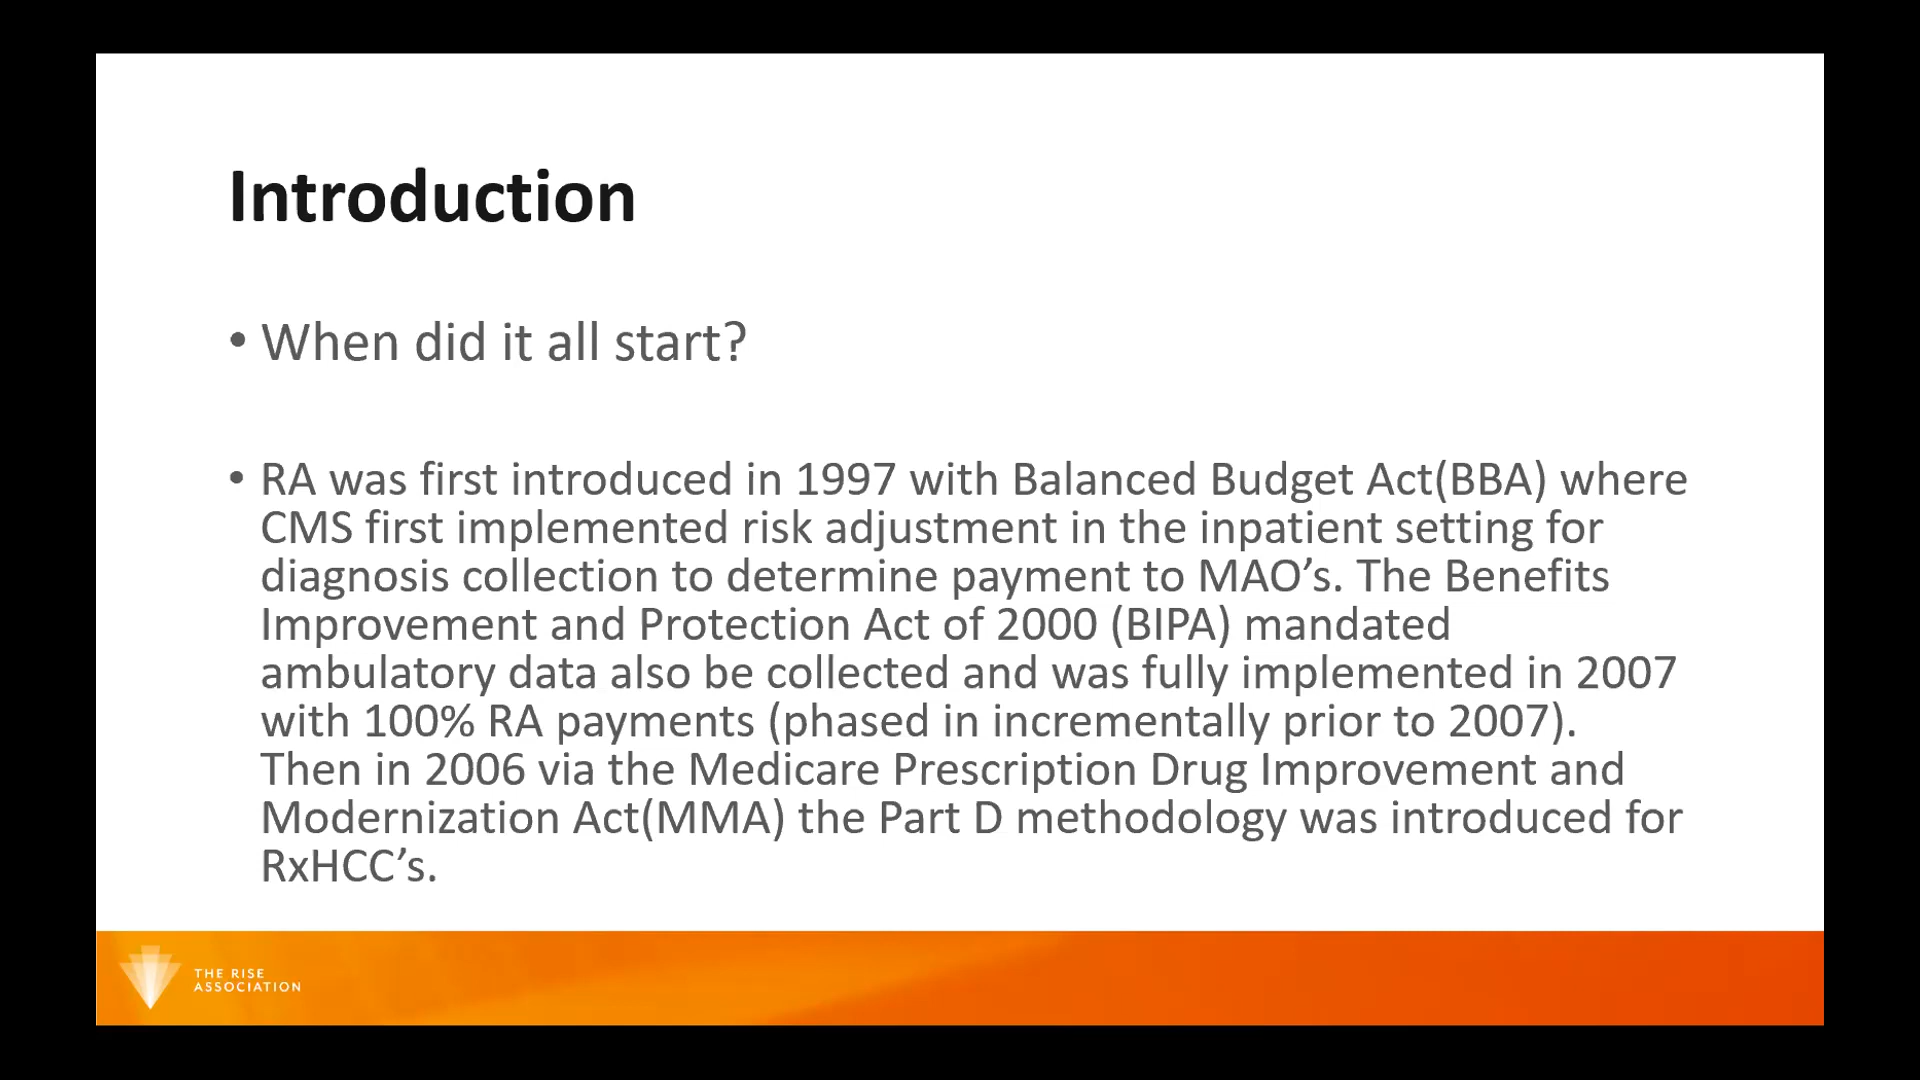 Introduction
• When did it all start?
• RA was first introduced in 1997 with Balanced Budget Act(BBA) where
CMS first implemented risk adjustment in the inpatient setting for
diagnosis collection to determine payment to MAO’s. The Benefits
Improvement and Protection Act of 2000 (BIPA) mandated
ambulatory data also be collected and was fully implemented in 2007
with 100% RA payments (phased in incrementally prior to 2007).
Then in 2006 via the Medicare Prescription Drug Improvement and
Modernization Act(MMA) the Part D methodology was introduced for
RxHCC’s.
THE RISE
ASSOCIATION